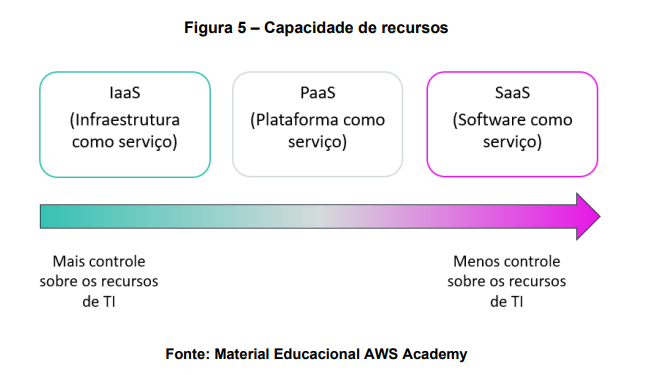 Figura 5 – Capacidade de recursos
IaaS
(Infraestrutura
como serviço)
PaaS
(Plataforma como
serviço)
SaaS
(Software como
serviço)
Mais controle
sobre os recursos
de TI
Menos controle
sobre os recursos
de TI
Fonte: Material Educacional AWS Academy